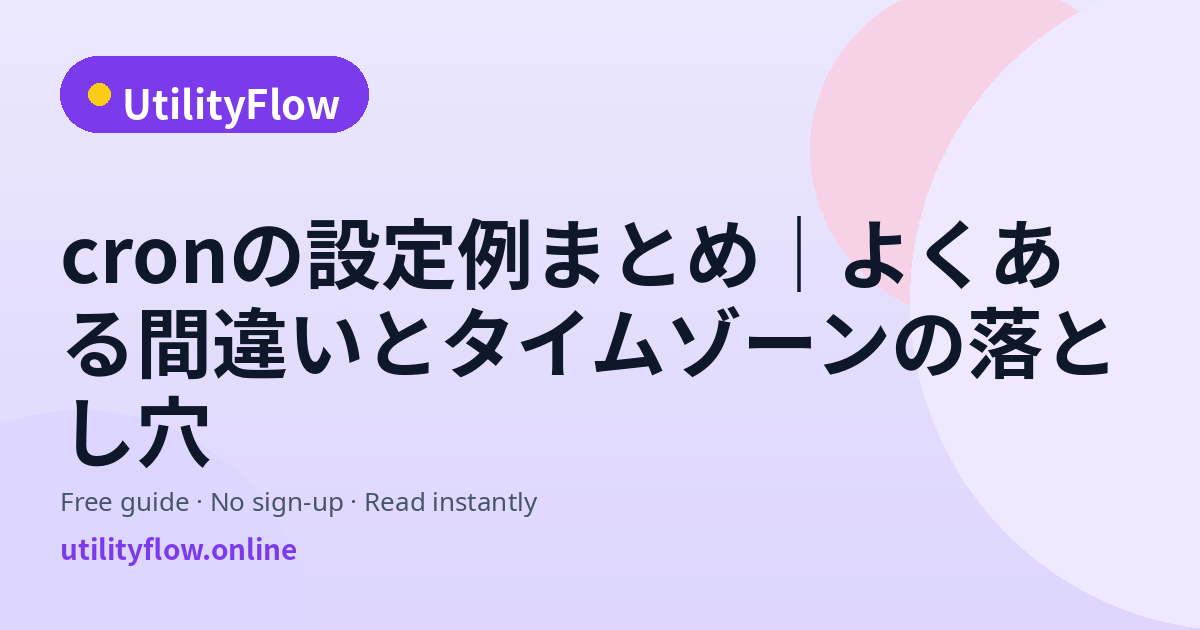 UtilityFlow
cronの設定例まとめ｜よくあ
る間違いとタイムゾーンの落と
し穴
Free guide · No sign-up · Read instantly
utilityflow.online